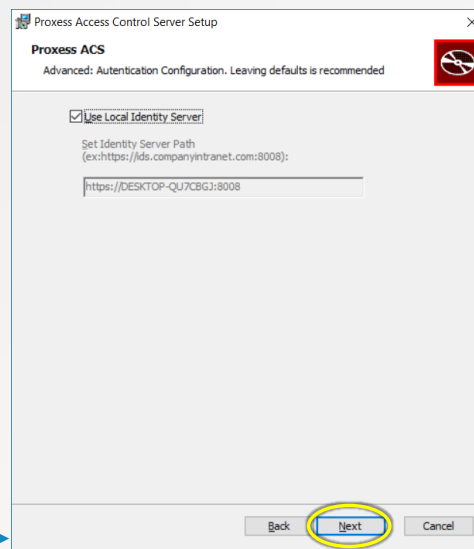 Proxess Access Control Server Setup
Proxess ACS
Advanced: Autentication Configuration. Leaving defaults is recommended
Use Local Identity Server
Set Identity Server Path
(ex:https://ids.companyintranet.com:8008):
https://DESKTOP-QU7CBGJ:8008
Back Next Cancel